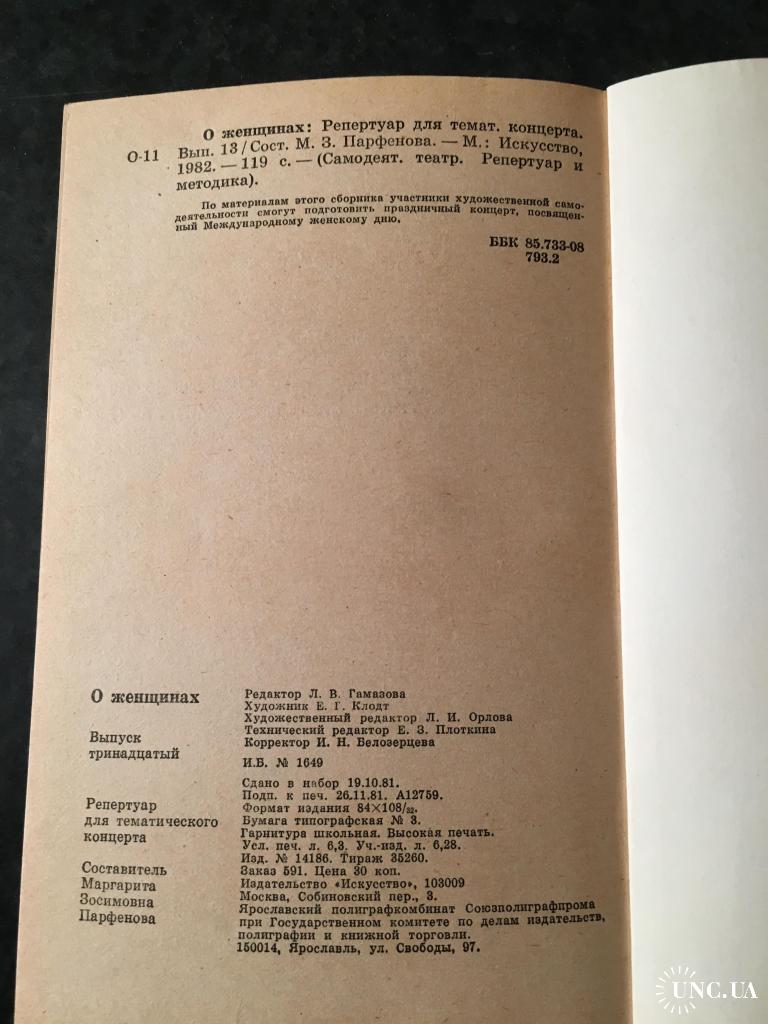 О-11
О женщинах: Репертуар для темат. концерта.
Вып. 13/Сост. М. З. Парфенова. — М.: Искусство,
1982. — 119 с. — (Самодеят. театр. Репертуар и
методика).
По материалам этого сборника участники художественной само-
деятельности смогут подготовить праздничный концерт, посвящен-
ный Международному женскому дню.
ББК 85.733-08
793.2
О женщинах
Выпуск
тринадцатый
Репертуар
для тематического
концерта
Составитель
Маргарита
Зосимовна
Парфенова
Редактор Л. В. Гамазова
Художник Е. Г. Клодт
Художественный редактор Л. И. Орлова
Технический редактор Е. З. Плоткина
Корректор И. Н. Белозерцева
И.Б. № 1649
Сдано в набор 19.10.81.
Подп. к печ. 26.11.81. А12759.
Формат издания 84×108/32.
Бумага типографская № 3.
Гарнитура школьная. Высокая печать.
Усл. печ. л. 6,3. Уч.-изд. л. 6,28.
Изд. № 14186. Тираж 35260.
Заказ 591. Цена 30 коп.
Издательство «Искусство», 103009
Москва, Собиновский пер., 3.
Ярославский полиграфкомбинат Союзполиграфпрома
при Государственном комитете по делам издательств,
полиграфии и книжной торговли.
150014, Ярославль, ул. Свободы, 97.
UNC.UA